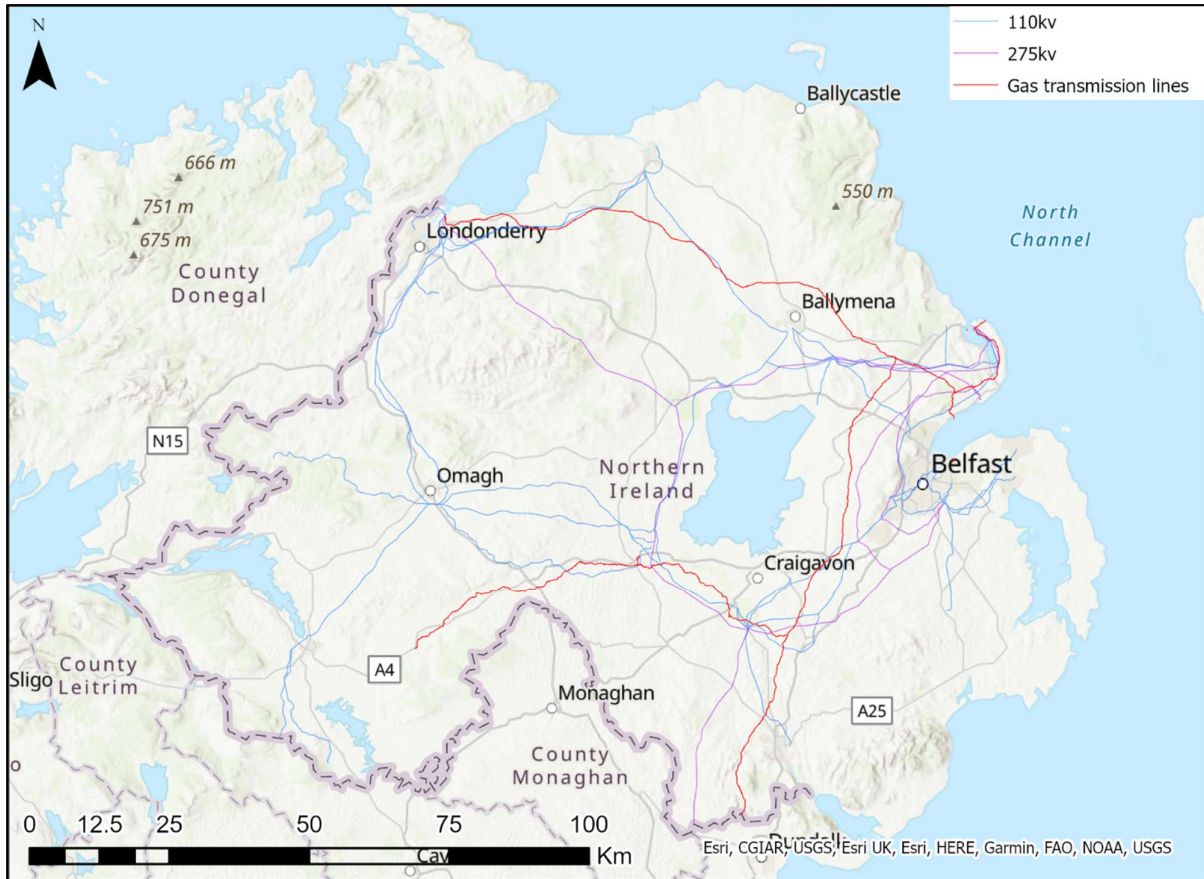 N
110kv
275kv
Gas transmission lines
Ballycastle
666 m
751 m
550 m
North
Channel
Londonderry
675 m
County
Donegal
Ballymena
N15
Omagh
Northern
Ireland
Belfast
Craigavon
County
Leitrim
A4
Sligo
Monaghan
A25
County
Monaghan
0 12.5 25 50 75 100
Km
Esri, CGIAR, USGS, Esri UK, Esri, HERE, Garmin, FAO, NOAA, USGS